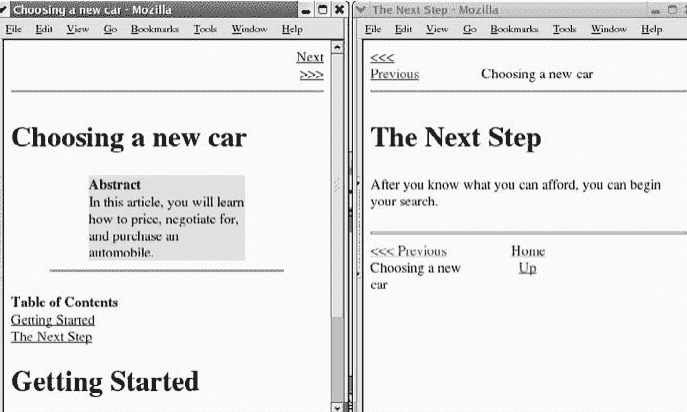 Choosing a new car - Mozilla
File Edit View Go Bookmarks Tools Window Help
Next
>>>
Choosing a new car
Abstract
In this article, you will learn
how to price, negotiate for,
and purchase an
automobile.
Table of Contents
Getting Started
The Next Step
Getting Started
The Next Step - Mozilla
File Edit View Go Bookmarks Tools Window Help
<<<
Previous Choosing a new car
The Next Step
After you know what you can afford, you can begin
your search.
<<< Previous Home
Choosing a new Up
car